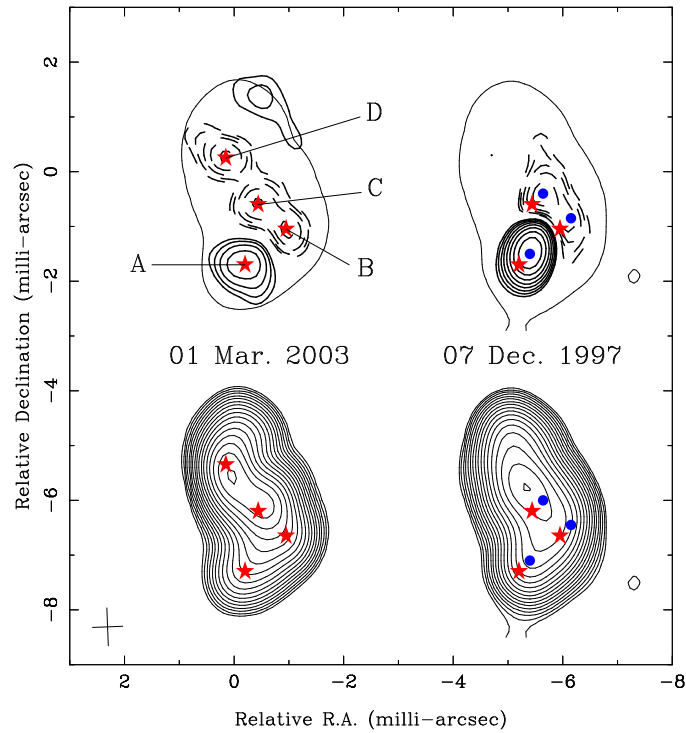 2
D
0
C
A
B
−2
01 Mar. 2003
07 Dec. 1997
−4
−6
−8
Relative Declination (milli−arcsec)
2
0
−2
−4
−6
−8
Relative R.A. (milli−arcsec)